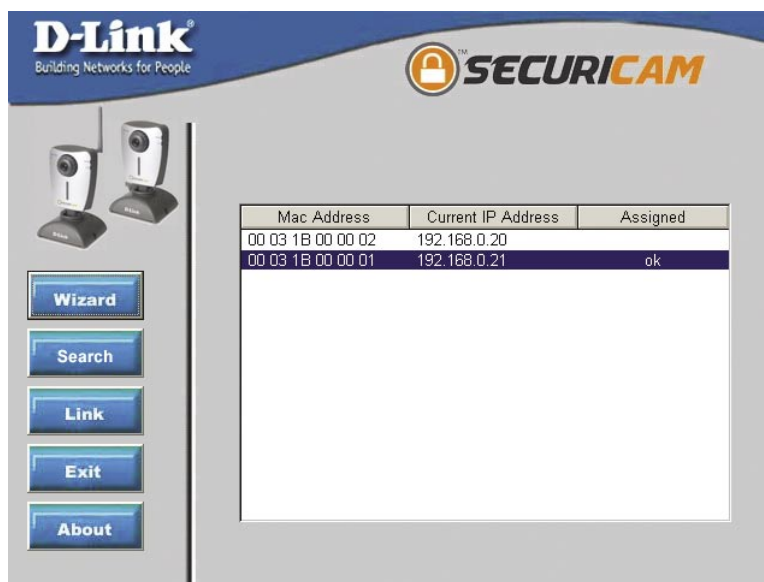 D-Link®
Building Networks for People
SECURICAM™
Mac Address Current IP Address Assigned
00 03 1B 00 00 02 192.168.0.20
00 03 1B 00 00 01 192.168.0.21 ok
Wizard
Search
Link
Exit
About